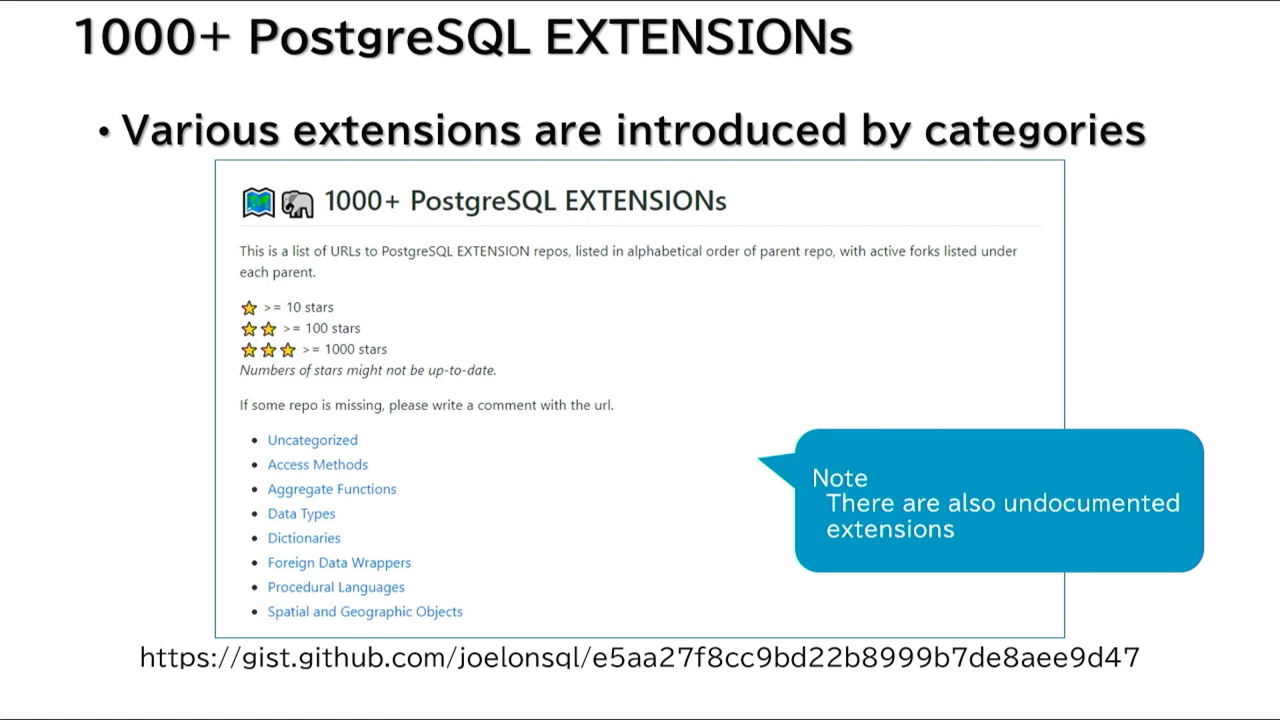 1000+ PostgreSQL EXTENSIONs
• Various extensions are introduced by categories
1000+ PostgreSQL EXTENSIONs
This is a list of URLs to PostgreSQL EXTENSION repos, listed in alphabetical order of parent repo, with active forks listed under
each parent.
>= 10 stars
>= 100 stars
>= 1000 stars
Numbers of stars might not be up-to-date.
If some repo is missing, please write a comment with the url.
• Uncategorized
• Access Methods
• Aggregate Functions
• Data Types
• Dictionaries
• Foreign Data Wrappers
• Procedural Languages
• Spatial and Geographic Objects
Note
There are also undocumented
extensions
https://gist.github.com/joelonsql/e5aa27f8cc9bd22b8999b7de8aee9d47